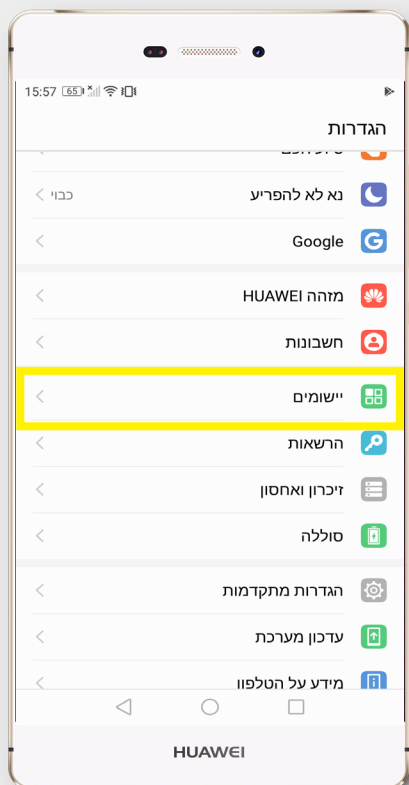 15:57 65
הגדרות
נא לא להפריע כבוי
Google
מזהה HUAWEI
חשבונות
יישומים
הרשאות
זיכרון ואחסון
סוללה
הגדרות מתקדמות
עדכון מערכת
מידע על הטלפון
HUAWEI